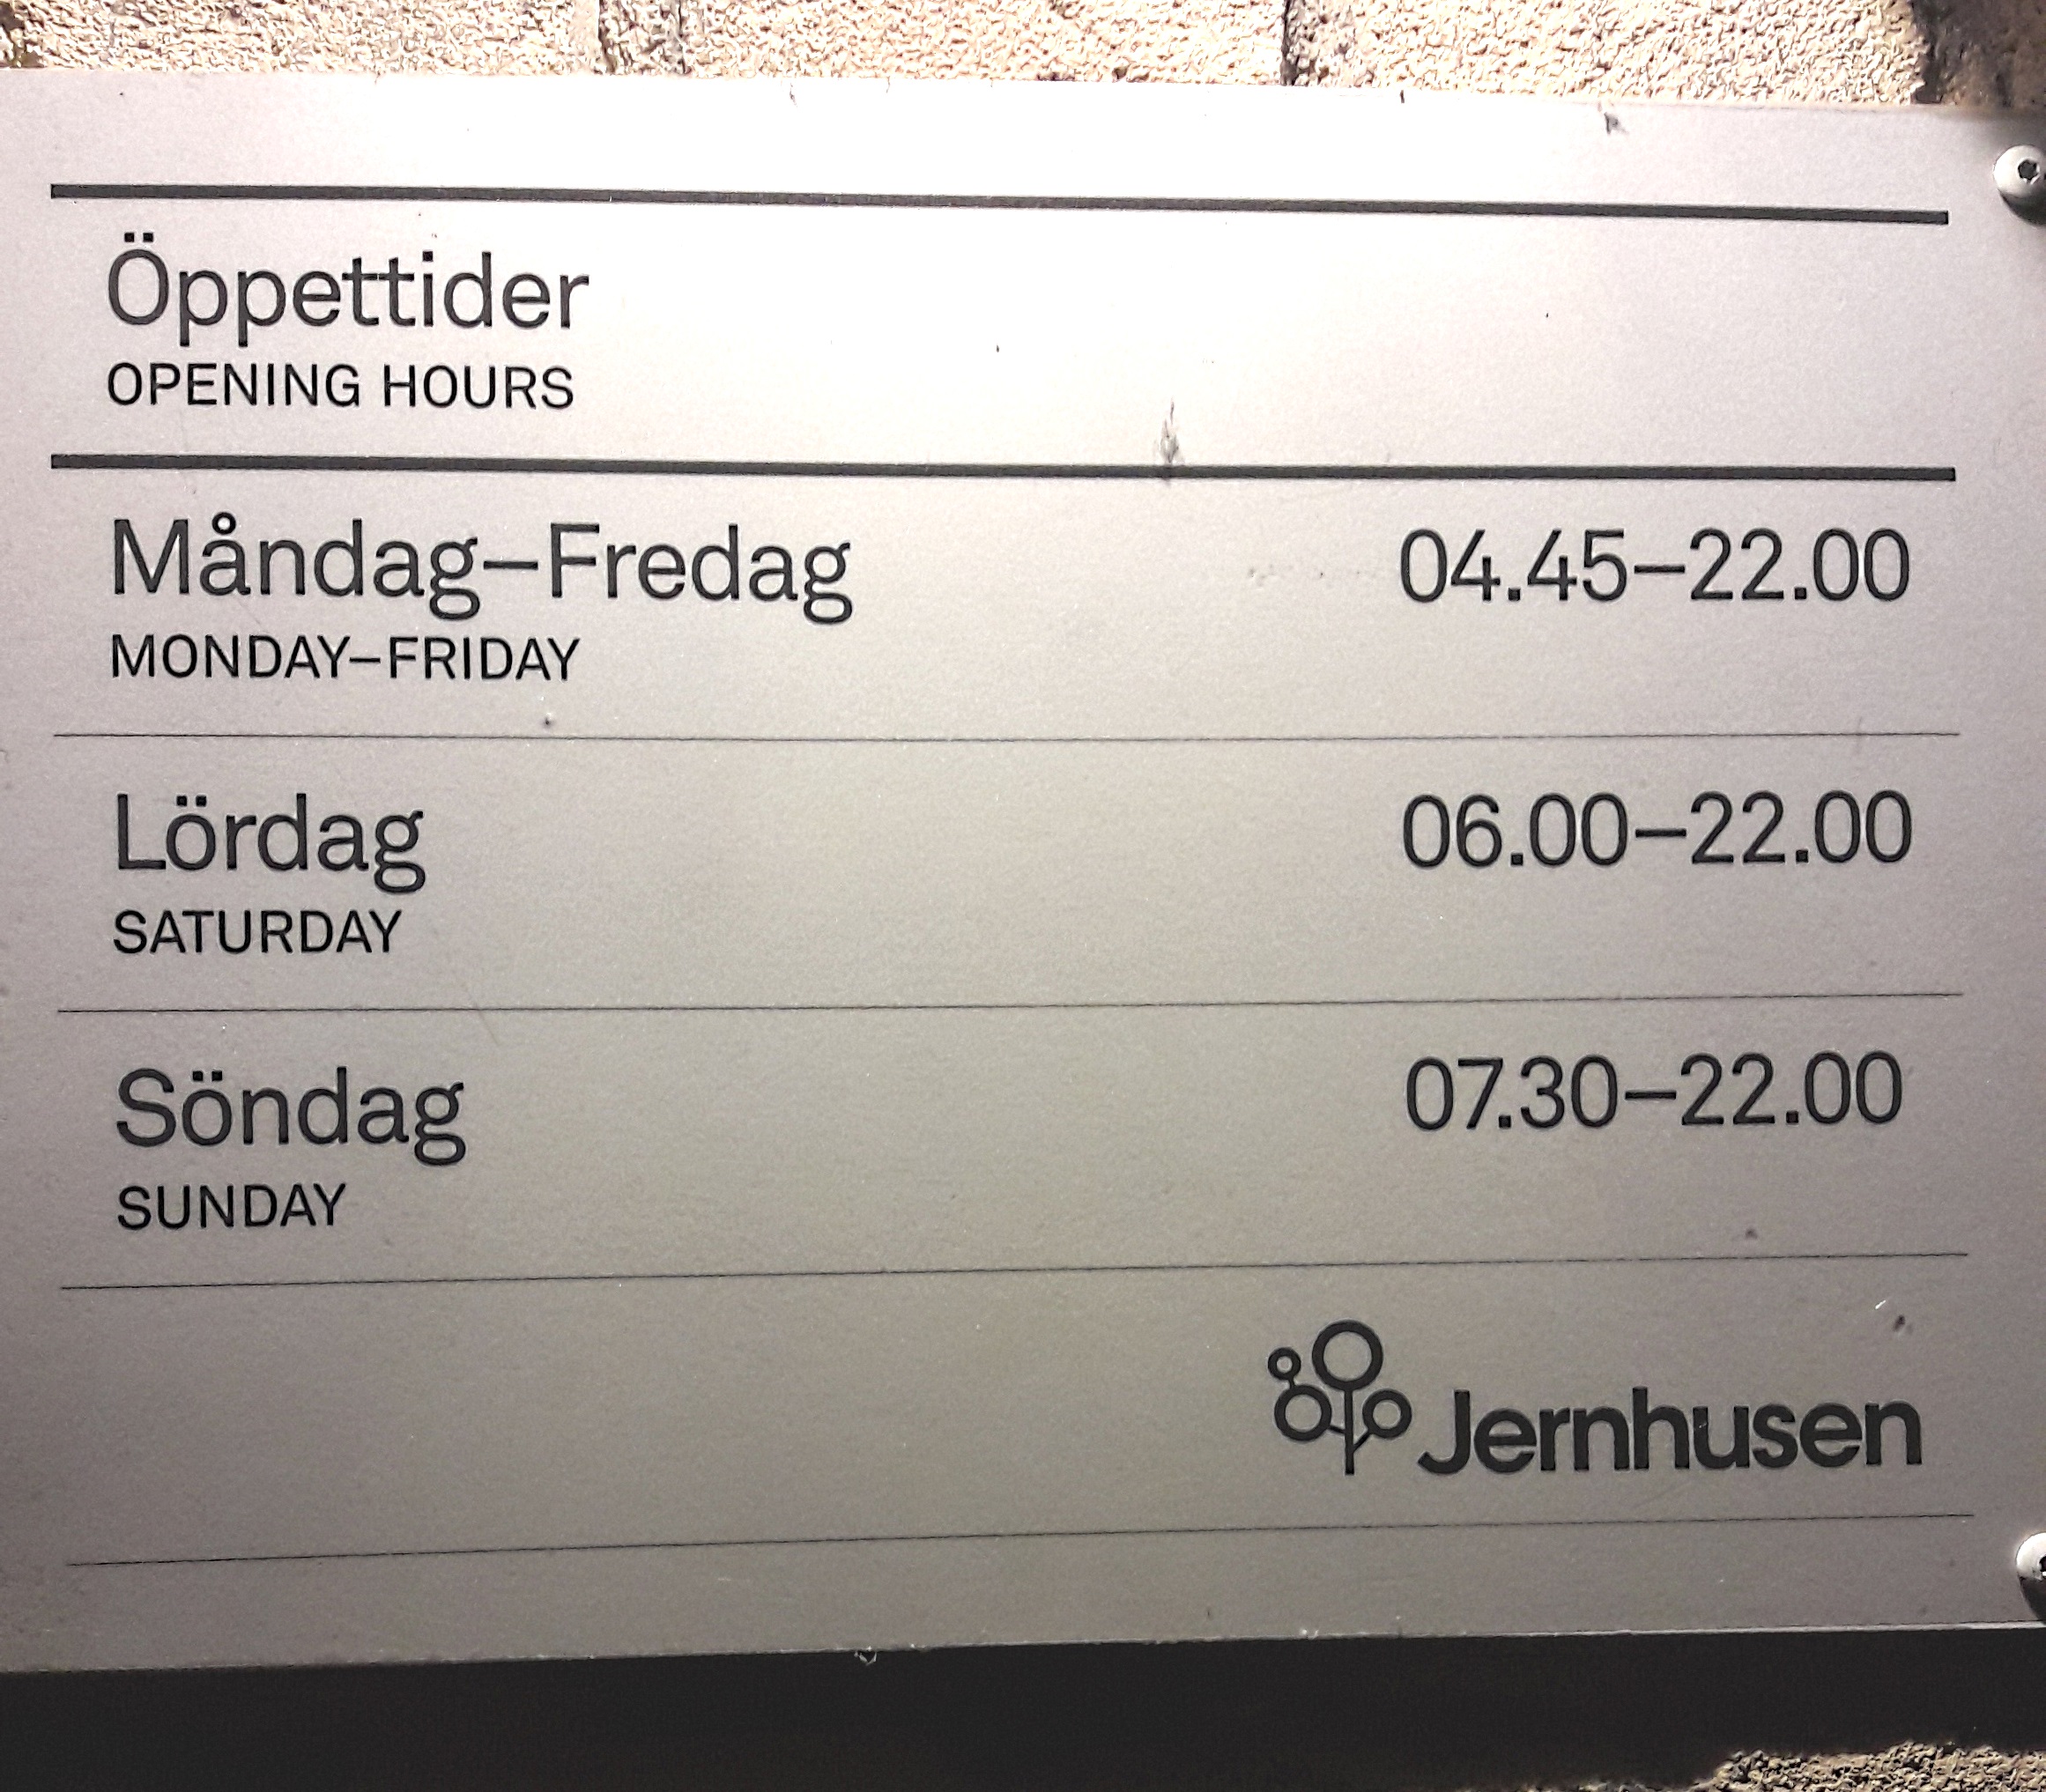 Öppettider
OPENING HOURS
Måndag–Fredag 04.45–22.00
MONDAY–FRIDAY
Lördag 06.00–22.00
SATURDAY
Söndag 07.30–22.00
SUNDAY
Jernhusen